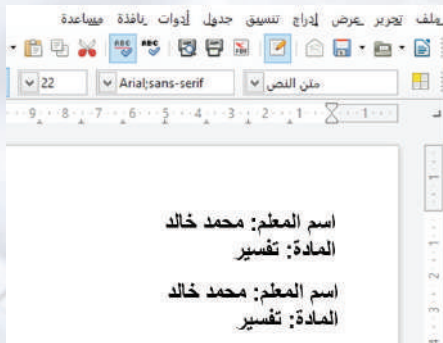 ملف تحرير عرض إدراج تنسيق جدول أدوات نافذة مساعدة
متن النص Arial;sans-serif 22
1 1 2 3 4 5 6 7 8 9
اسم المعلم: محمد خالد
المادة: تفسير
اسم المعلم: محمد خالد
المادة: تفسير